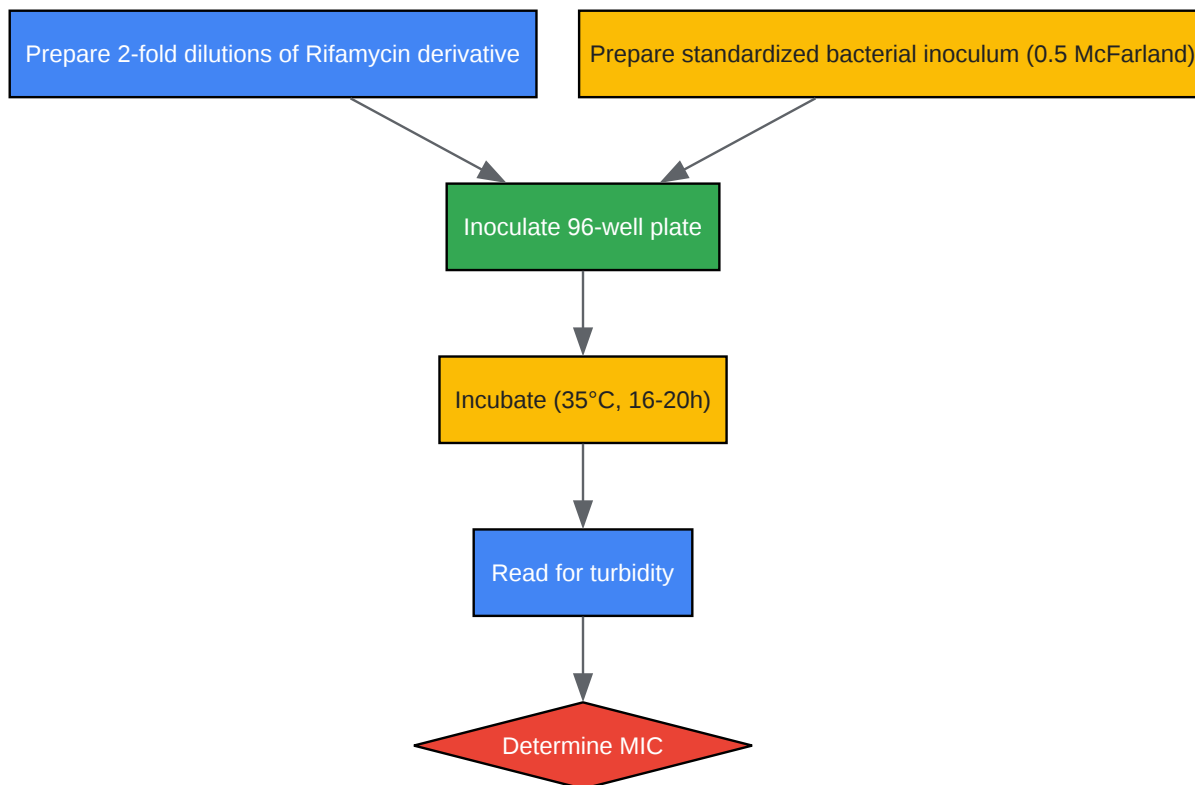 Prepare 2-fold dilutions of Rifamycin derivative
Prepare standardized bacterial inoculum (0.5 McFarland)
Inoculate 96-well plate
Incubate (35°C, 16-20h)
Read for turbidity
Determine MIC